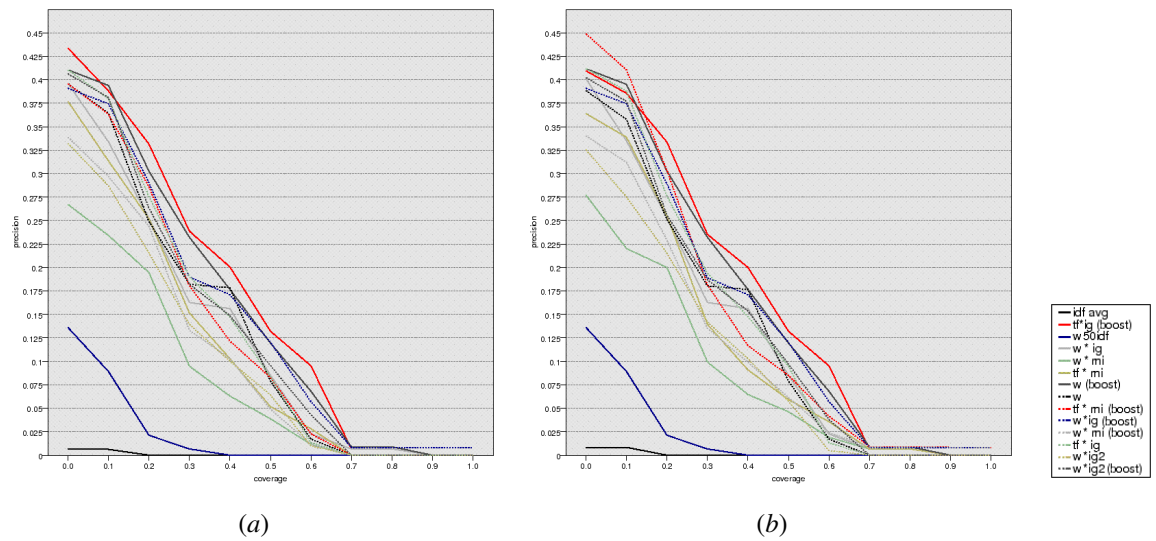 0.45
0.425
0.4
0.375
0.35
0.325
0.3
0.275
0.25
0.225
0.2
0.175
0.15
0.125
0.1
0.075
0.05
0.025
0
precision
0.0 0.1 0.2 0.3 0.4 0.5 0.6 0.7 0.8 0.9 1.0
coverage
(a)
0.45
0.425
0.4
0.375
0.35
0.325
0.3
0.275
0.25
0.225
0.2
0.175
0.15
0.125
0.1
0.075
0.05
0.025
0
precision
0.0 0.1 0.2 0.3 0.4 0.5 0.6 0.7 0.8 0.9 1.0
coverage
(b)
idf avg
tf*ig (boost)
w50idf
w * ig
w * mi
tf * mi
w (boost)
w
tf * mi (boost)
w*ig (boost)
w * mi (boost)
tf * ig
w*ig2
w*ig2 (boost)